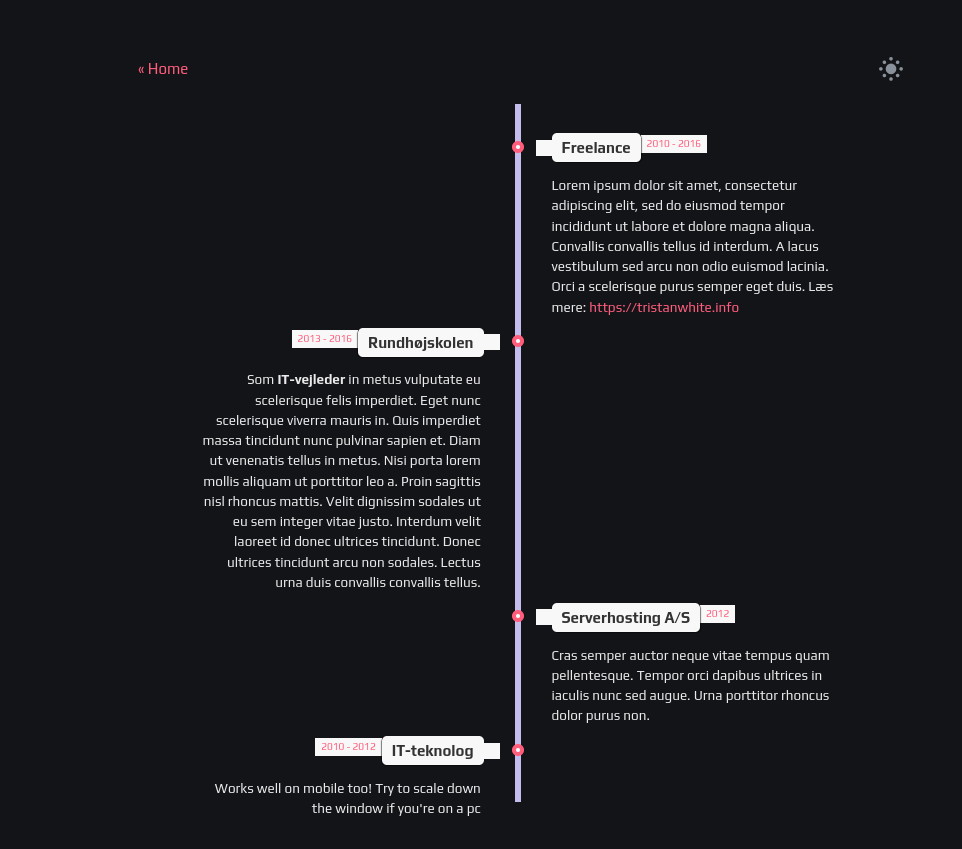 « Home
Freelance 2010 - 2016
Lorem ipsum dolor sit amet, consectetur
adipiscing elit, sed do eiusmod tempor
incididunt ut labore et dolore magna aliqua.
Convallis convallis tellus id interdum. A lacus
vestibulum sed arcu non odio euismod lacinia.
Orci a scelerisque purus semper eget duis. Læs
mere: https://tristanwhite.info
2013 - 2016 Rundhøjskolen
Som IT-vejleder in metus vulputate eu
scelerisque felis imperdiet. Eget nunc
scelerisque viverra mauris in. Quis imperdiet
massa tincidunt nunc pulvinar sapien et. Diam
ut venenatis tellus in metus. Nisi porta lorem
mollis aliquam ut porttitor leo a. Proin sagittis
nisl rhoncus mattis. Velit dignissim sodales ut
eu sem integer vitae justo. Interdum velit
laoreet id donec ultrices tincidunt. Donec
ultrices tincidunt arcu non sodales. Lectus
urna duis convallis convallis tellus.
Serverhosting A/S 2012
Cras semper auctor neque vitae tempus quam
pellentesque. Tempor orci dapibus ultrices in
iaculis nunc sed augue. Urna porttitor rhoncus
dolor purus non.
2010 - 2012 IT-teknolog
Works well on mobile too! Try to scale down
the window if you're on a pc